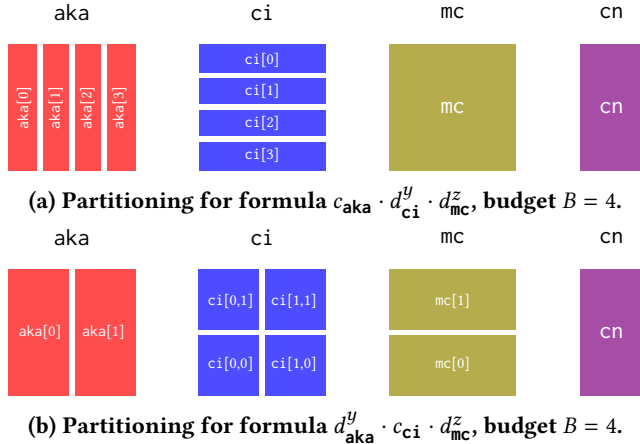 aka ci mc cn
aka[0] aka[1] aka[2] aka[3] ci[0] mc cn
ci[1]
ci[2]
ci[3]
(a) Partitioning for formula c_aka · d^y_ci · d^z_mc, budget B = 4.
aka ci mc cn
ci[0,1] ci[1,1] mc[1]
aka[0] aka[1] cn
ci[0,0] ci[1,0] mc[0]
(b) Partitioning for formula d^y_aka · c_ci · d^z_mc, budget B = 4.